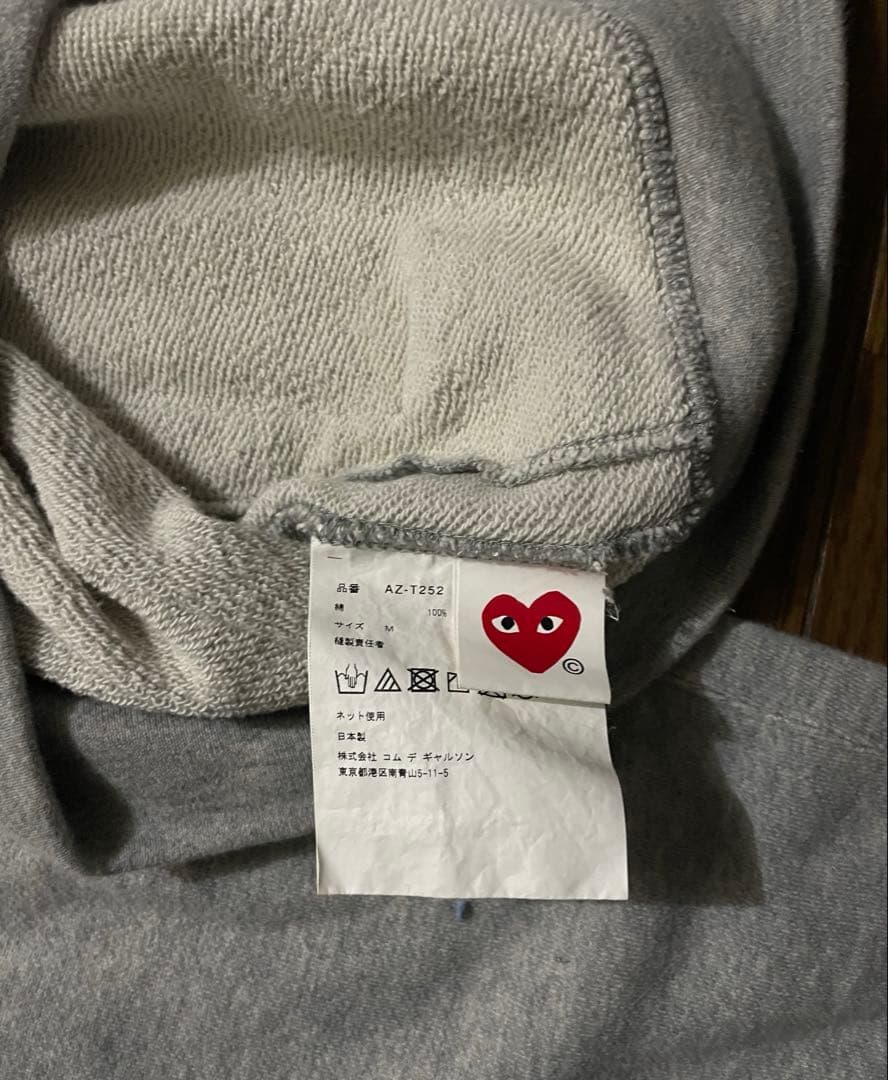 品番 AZ-T252
綿 100%
サイズ M
縫製責任者
ネット使用
日本製
株式会社 コム デ ギャルソン
東京都港区南青山5-11-5
©